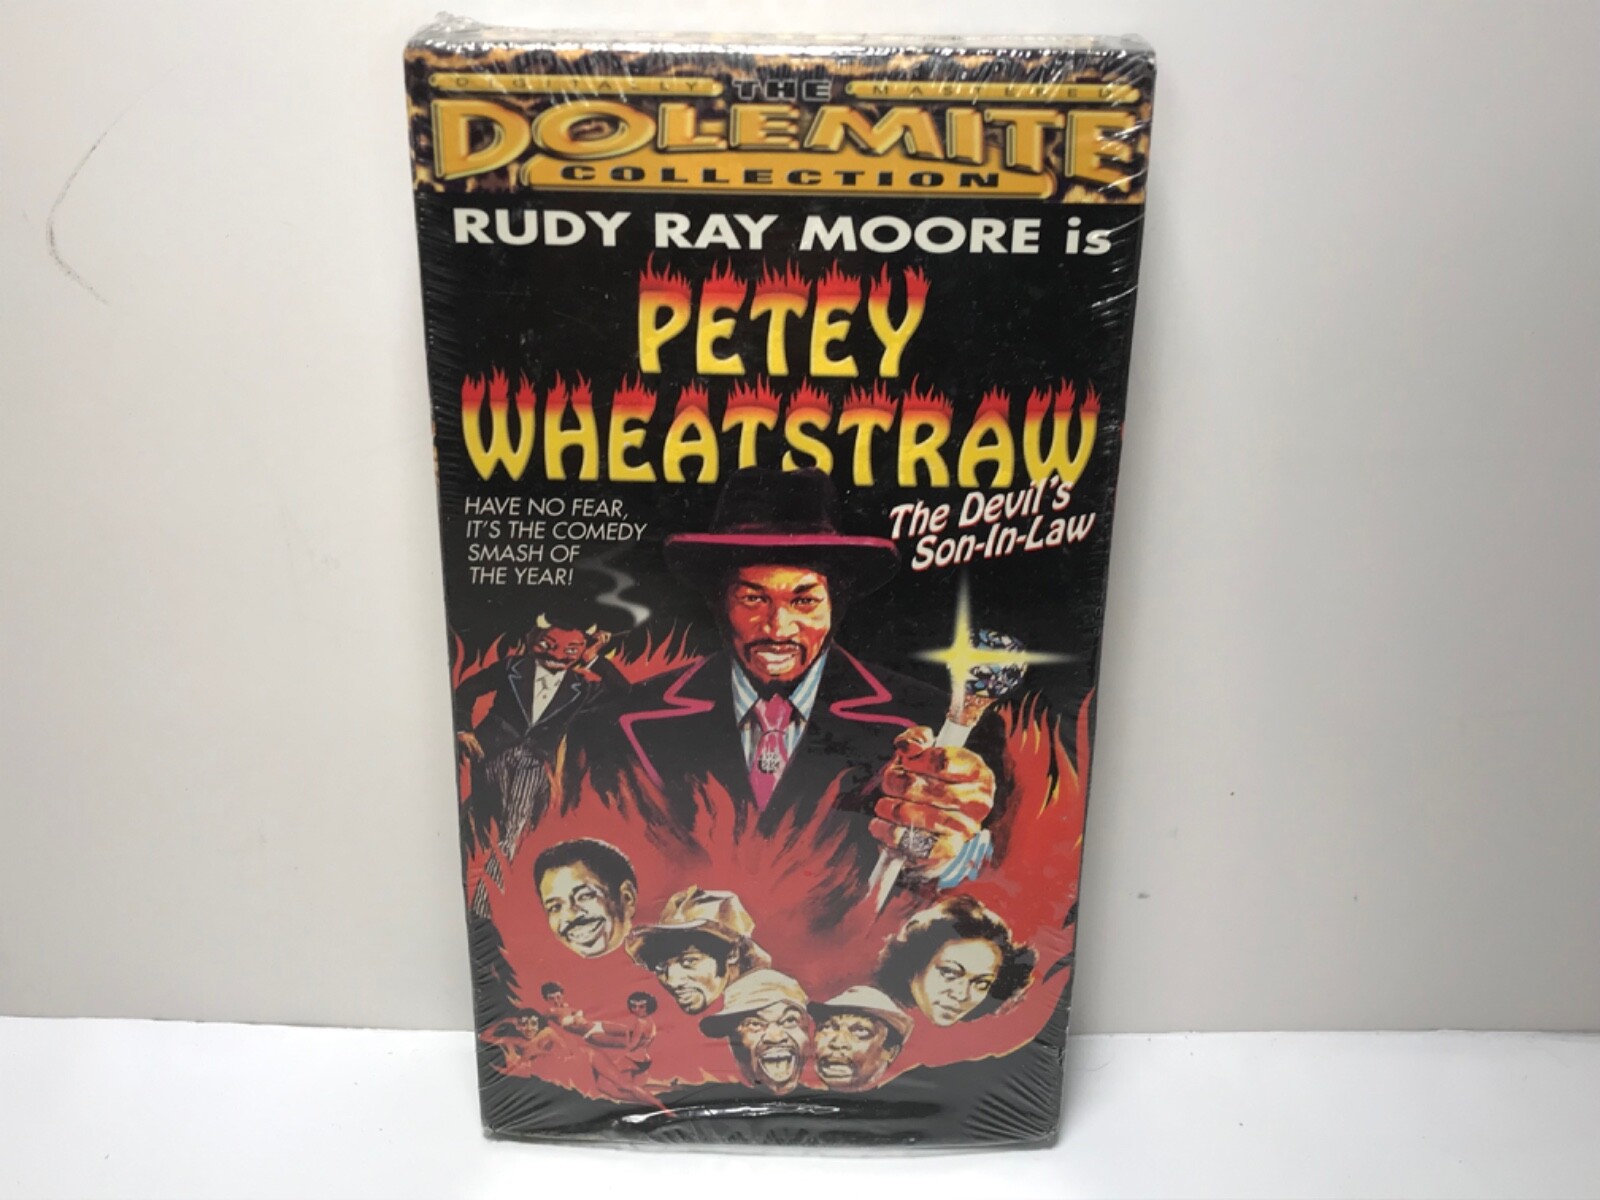 DIGITALLY THE MASTERED
DOLEMITE
COLLECTION
RUDY RAY MOORE is
PETEY
WHEATSTRAW
HAVE NO FEAR,
IT'S THE COMEDY
SMASH OF
THE YEAR!
The Devil's
Son-In-Law